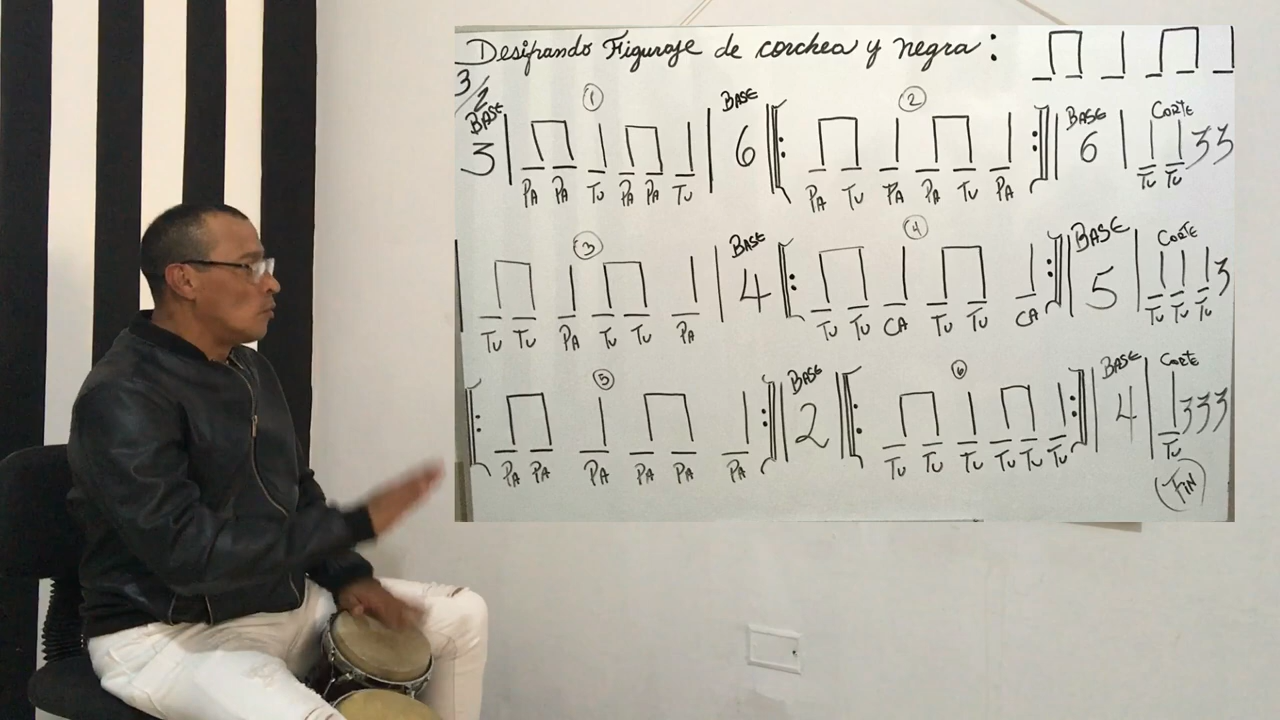 Desifrando Figuraje de corchea y negra:
3/2
BASE 3 ① BASE 6 ② BASE 6 CORTE 33
PA PA TU PA PA TU PA TU PA PA TU PA TU TU
③ BASE 4 ④ BASE 5 CORTE 3
TU TU PA TU TU PA TU TU CA TU TU CA TU TU TU
⑤ BASE 2 ⑥ BASE 4 CORTE 333
PA PA PA PA PA PA TU TU TU TU TU TU TU
FIN